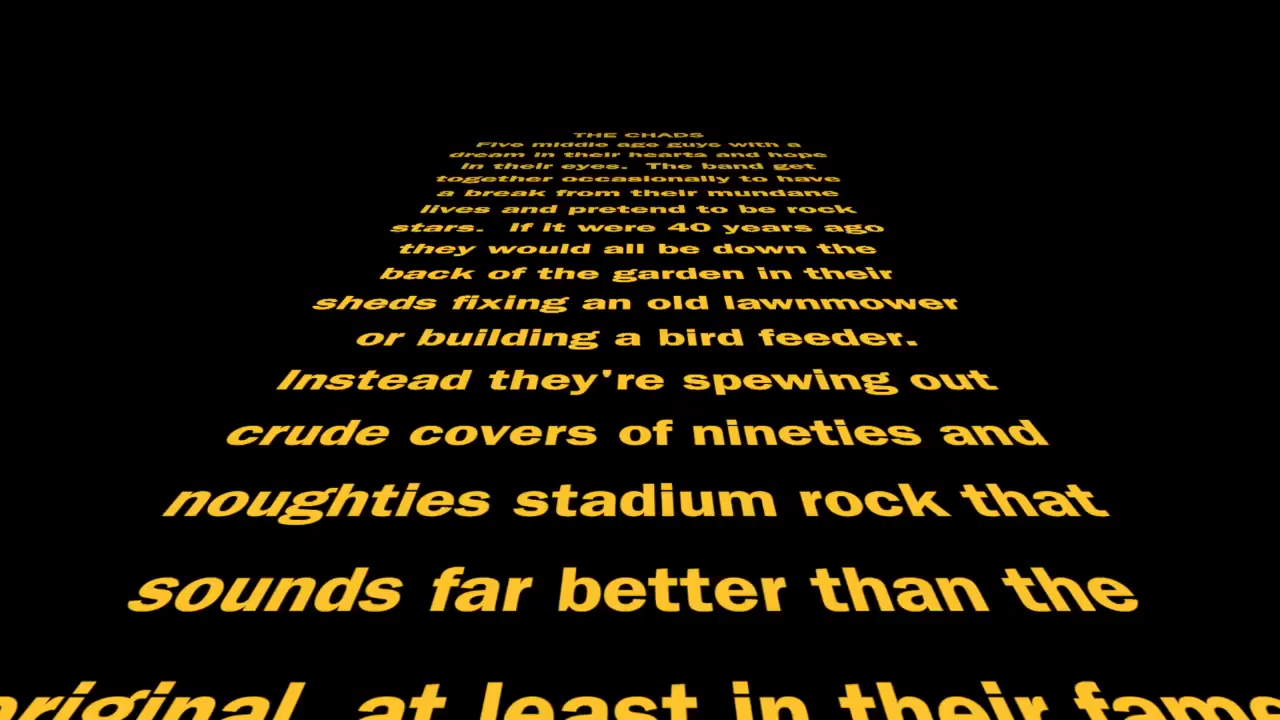 THE CHADS
Five middle age guys with a
dream in their hearts and hope
in their eyes.  The band get
together occasionally to have
a break from their mundane
lives and pretend to be rock
stars.  If it were 40 years ago
they would all be down the
back of the garden in their
sheds fixing an old lawnmower
or building a bird feeder.
Instead they're spewing out
crude covers of nineties and
noughties stadium rock that
sounds far better than the
original, at least in their